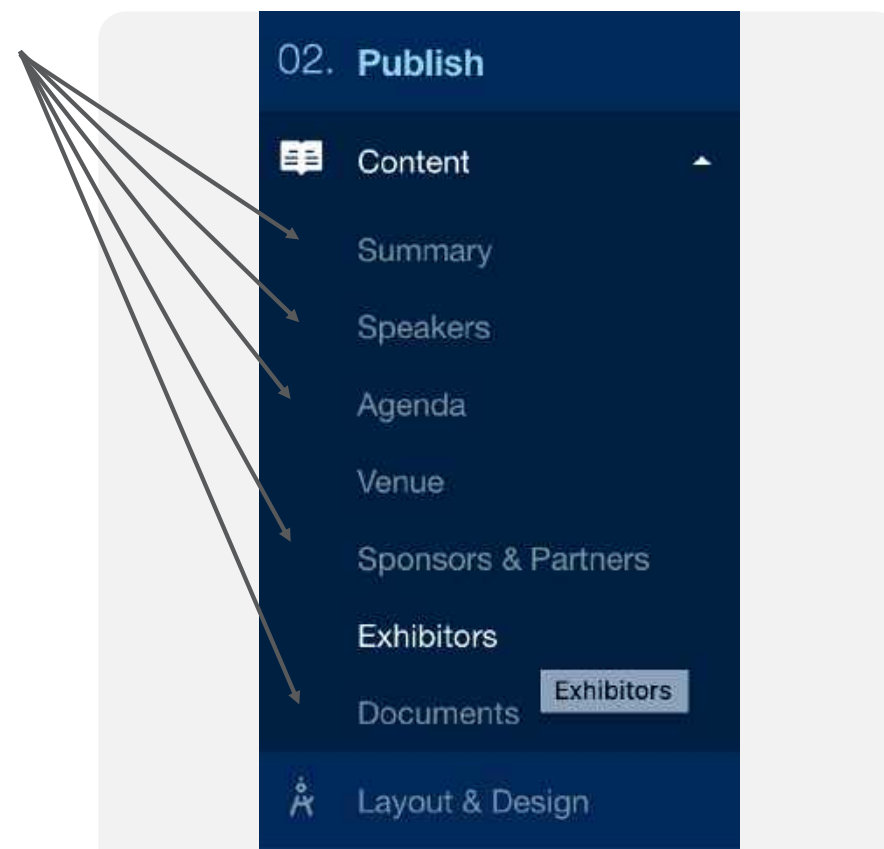 02. Publish
Content
Summary
Speakers
Agenda
Venue
Sponsors & Partners
Exhibitors
Exhibitors
Documents
Layout & Design